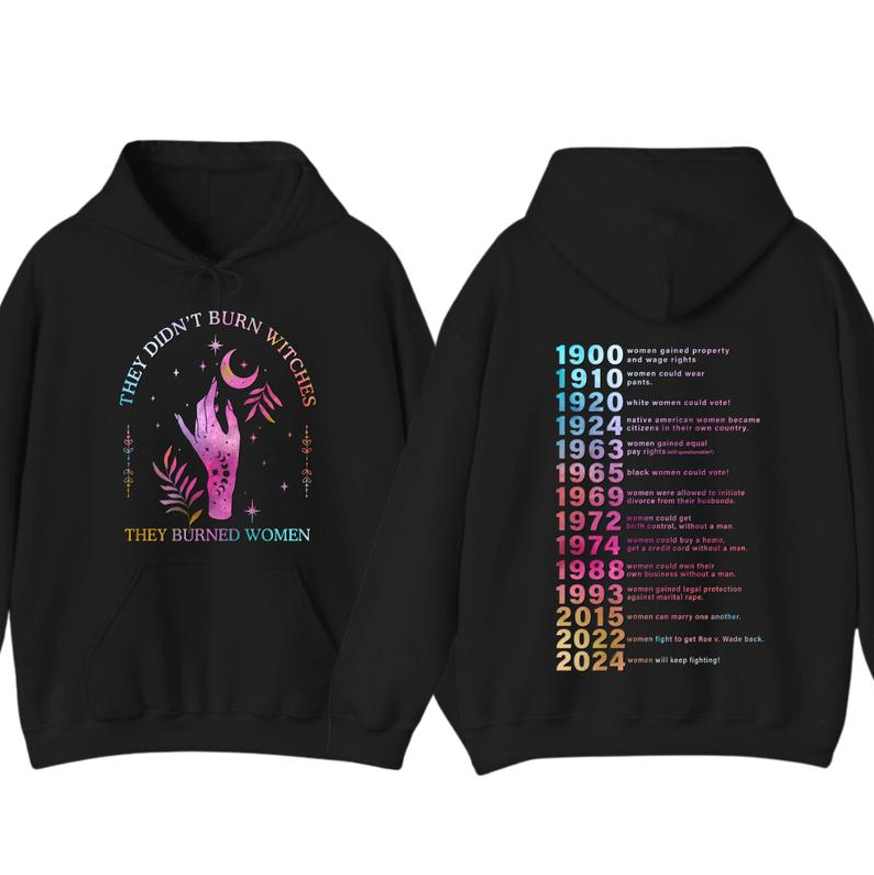 THEY DIDN'T BURN WITCHES
THEY BURNED WOMEN
1900 women gained property
and wage rights
1910 women could wear
pants.
1920 white women could vote!
1924 native american women became
citizens in their own country.
1963 women gained equal
pay rights (still questionable!)
1965 black women could vote!
1969 women were allowed to initiate
divorce from their husbands.
1972 women could get
birth control, without a man.
1974 women could buy a home,
get a credit card without a man.
1988 women could own their
own business without a man.
1993 women gained legal protection
against marital rape.
2015 women can marry one another.
2022 women fight to get Roe v. Wade back.
2024 women will keep fighting!